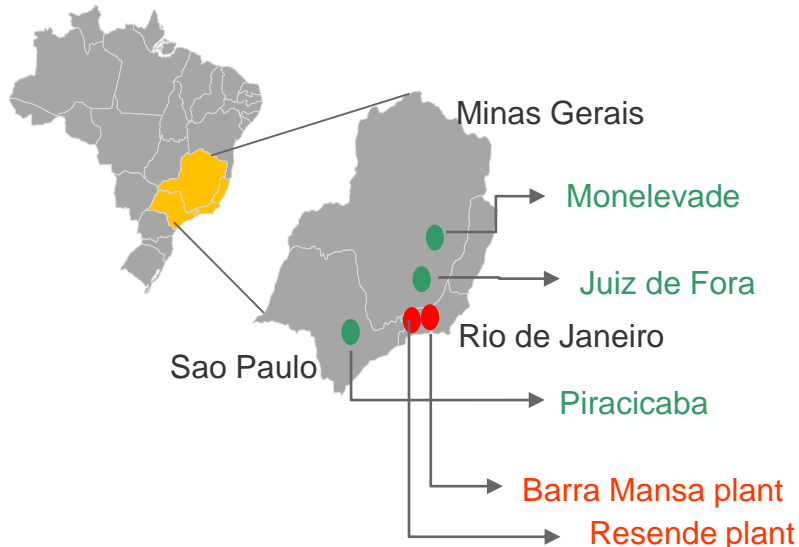 Minas Gerais
Monelevade
Juiz de Fora
Rio de Janeiro
Sao Paulo
Piracicaba
Barra Mansa plant
Resende plant